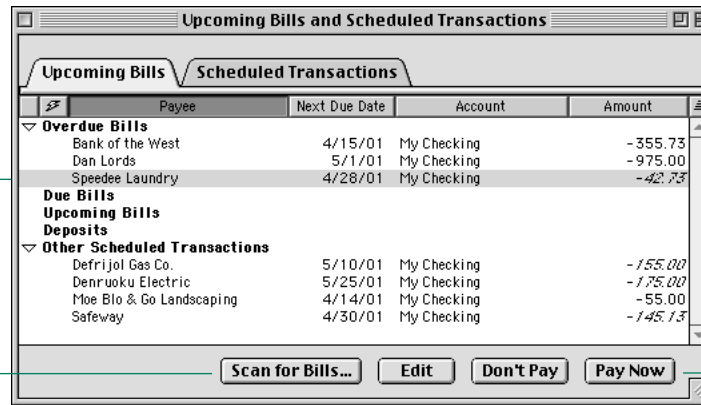 Upcoming Bills and Scheduled Transactions
Upcoming Bills Scheduled Transactions
Payee Next Due Date Account Amount
Overdue Bills
Bank of the West 4/15/01 My Checking -355.73
Dan Lords 5/1/01 My Checking -975.00
Speedee Laundry 4/28/01 My Checking -42.73
Due Bills
Upcoming Bills
Deposits
Other Scheduled Transactions
Defrijol Gas Co. 5/10/01 My Checking -155.00
Denruoku Electric 5/25/01 My Checking -175.00
Moe Blo & Go Landscaping 4/14/01 My Checking -55.00
Safeway 4/30/01 My Checking -145.13
Scan for Bills... Edit Don't Pay Pay Now